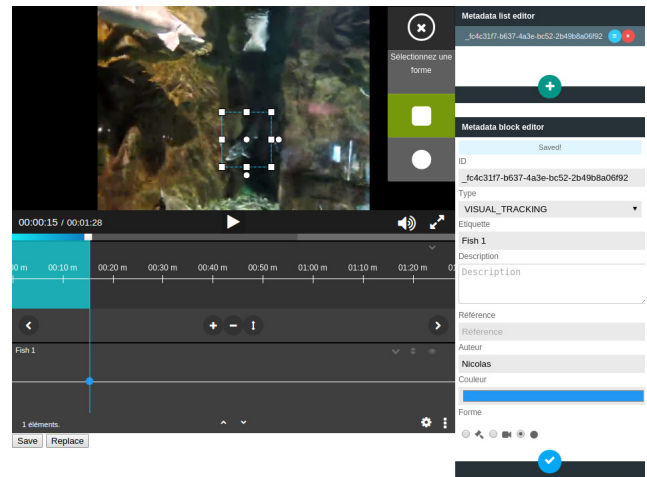 Sélectionnez une
forme
00:00:15 / 00:01:28
00 m 00:10 m 00:20 m 00:30 m 00:40 m 00:50 m 01:00 m 01:10 m 01:20 m 01
Fish 1
1 éléments.
Save Replace
Metadata list editor
_fc4c31f7-b637-4a3e-bc52-2b49b8a06f92
Metadata block editor
Saved!
ID
_fc4c31f7-b637-4a3e-bc52-2b49b8a06f92
Type
VISUAL_TRACKING
Etiquette
Fish 1
Description
Description
Référence
Référence
Auteur
Nicolas
Couleur
Forme